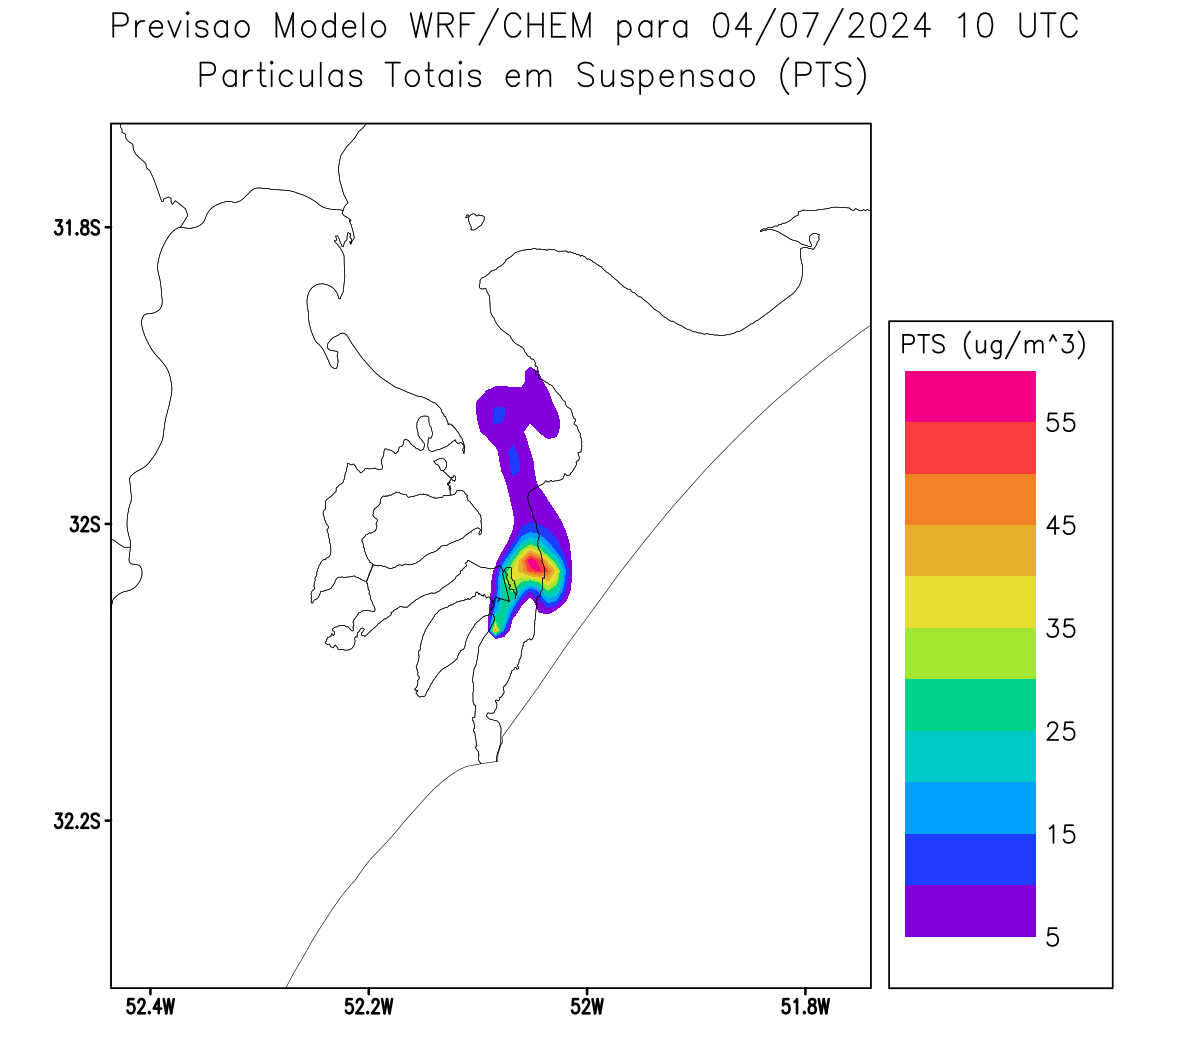 Previsao Modelo WRF/CHEM para 04/07/2024 10 UTC
Particulas Totais em Suspensao (PTS)
31.8S
32S
32.2S
52.4W
52.2W
52W
51.8W
PTS (ug/m^3)
55
45
35
25
15
5